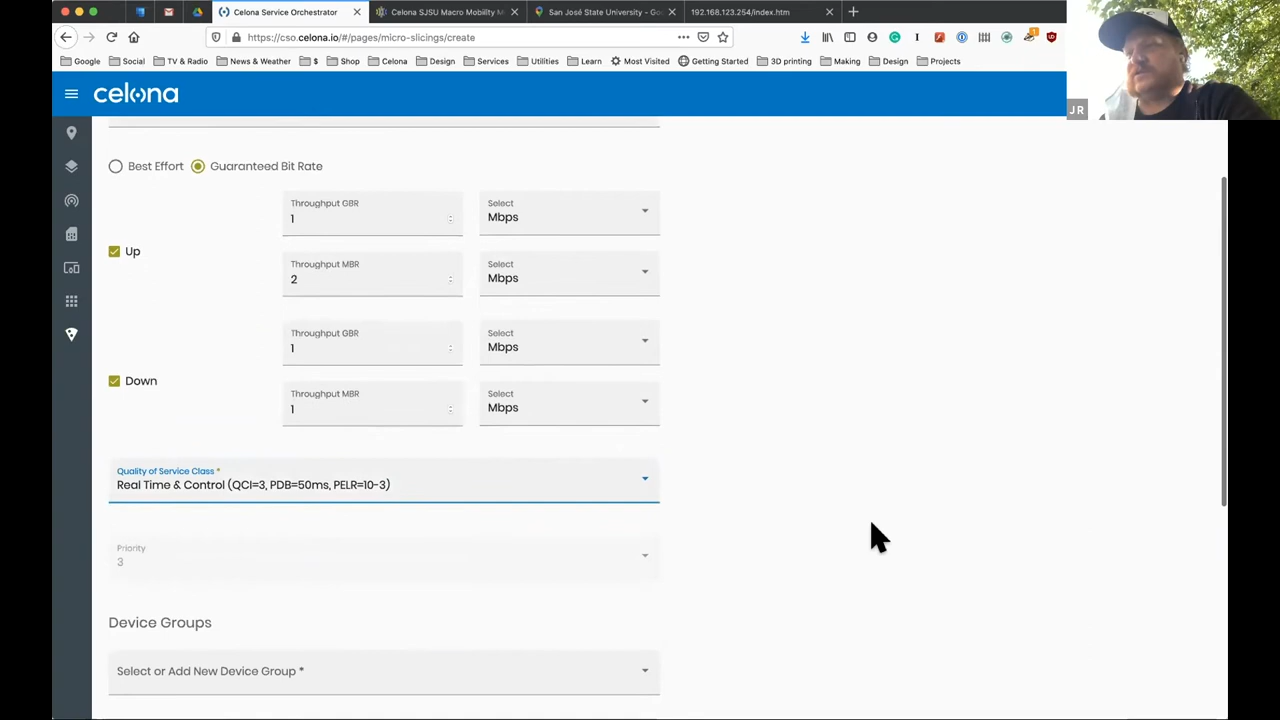 Celona Service Orchestrator
Celona SJSU Macro Mobility M
San José State University - Go
192.168.123.254/index.htm
https://cso.celona.io/#/pages/micro-slicings/create
Google
Social
TV & Radio
News & Weather
$
Shop
Celona
Design
Services
Utilities
Learn
Most Visited
Getting Started
3D printing
Making
Design
Projects
celona
JR
Best Effort
Guaranteed Bit Rate
Throughput GBR
1
Select
Mbps
Up
Throughput MBR
2
Select
Mbps
Throughput GBR
1
Select
Mbps
Down
Throughput MBR
1
Select
Mbps
Quality of Service Class *
Real Time & Control (QCI=3, PDB=50ms, PELR=10-3)
Priority
3
Device Groups
Select or Add New Device Group *